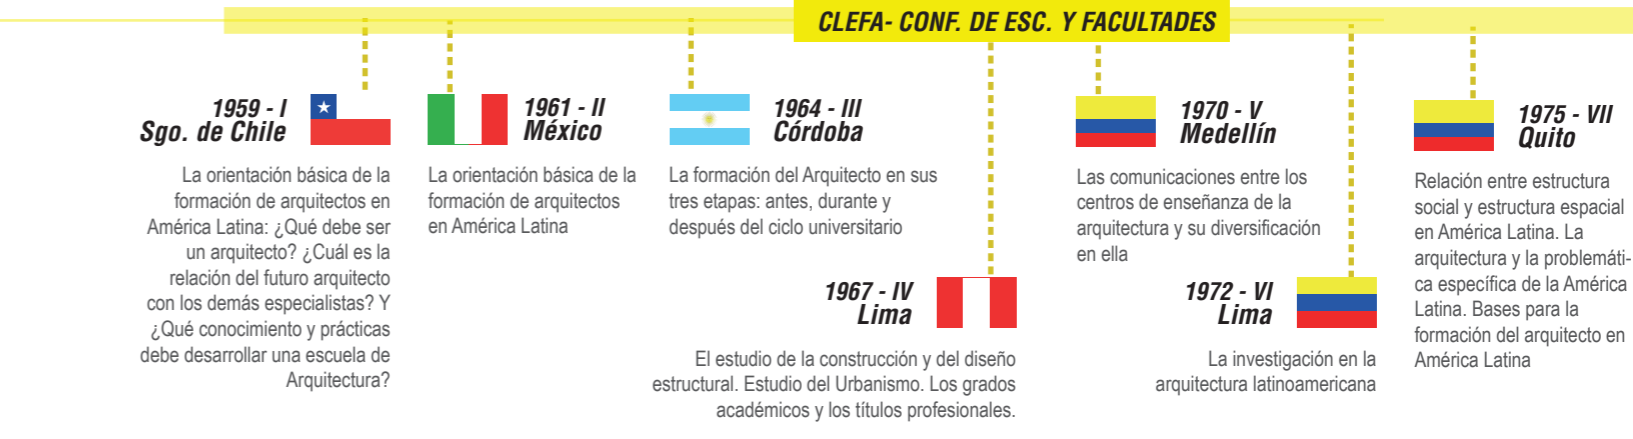 CLEFA- CONF. DE ESC. Y FACULTADES
1959 - I
Sgo. de Chile
La orientación básica de la
formación de arquitectos en
América Latina: ¿Qué debe ser
un arquitecto? ¿Cuál es la
relación del futuro arquitecto
con los demás especialistas? Y
¿Qué conocimiento y prácticas
debe desarrollar una escuela de
Arquitectura?
1961 - II
México
La orientación básica de la
formación de arquitectos
en América Latina
1964 - III
Córdoba
La formación del Arquitecto en sus
tres etapas: antes, durante y
después del ciclo universitario
1967 - IV
Lima
El estudio de la construcción y del diseño
estructural. Estudio del Urbanismo. Los grados
académicos y los títulos profesionales.
1970 - V
Medellín
Las comunicaciones entre los
centros de enseñanza de la
arquitectura y su diversificación
en ella
1972 - VI
Lima
La investigación en la
arquitectura latinoamericana
1975 - VII
Quito
Relación entre estructura
social y estructura espacial
en América Latina. La
arquitectura y la problemáti-
ca específica de la América
Latina. Bases para la
formación del arquitecto en
América Latina